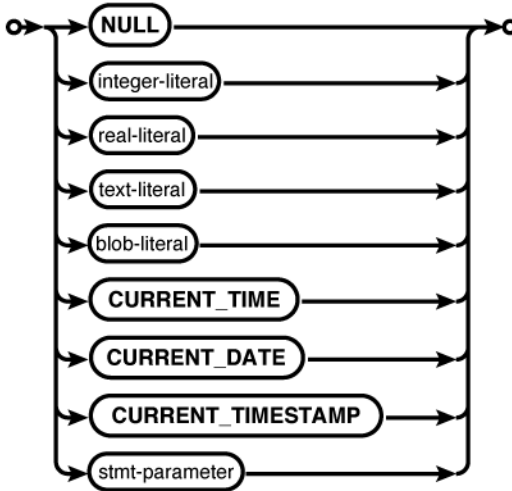 NULL
integer-literal
real-literal
text-literal
blob-literal
CURRENT_TIME
CURRENT_DATE
CURRENT_TIMESTAMP
stmt-parameter